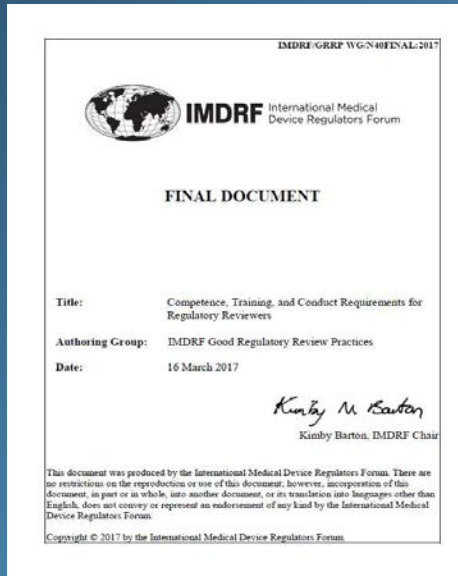 IMDRF/GRRP WG/N40FINAL:2017
IMDRF International Medical
Device Regulators Forum
FINAL DOCUMENT
Title: Competence, Training, and Conduct Requirements for
Regulatory Reviewers
Authoring Group: IMDRF Good Regulatory Review Practices
Date: 16 March 2017
Kimby M Barton
Kimby Barton, IMDRF Chair
This document was produced by the International Medical Device Regulators Forum. There are
no restrictions on the reproduction or use of this document; however, incorporation of this
document, in part or in whole, into another document, or its translation into languages other than
English, does not convey or represent an endorsement of any kind by the International Medical
Device Regulators Forum.
Copyright © 2017 by the International Medical Device Regulators Forum.